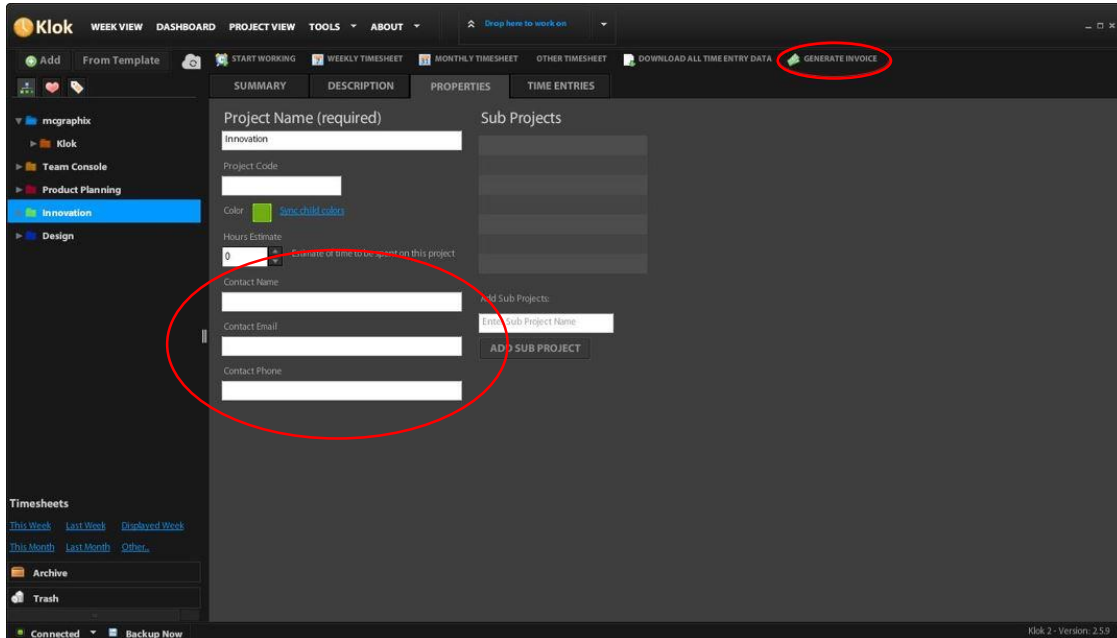 Klok WEEK VIEW DASHBOARD PROJECT VIEW TOOLS ABOUT Drop here to work on
Add From Template START WORKING WEEKLY TIMESHEET MONTHLY TIMESHEET OTHER TIMESHEET DOWNLOAD ALL TIME ENTRY DATA GENERATE INVOICE
SUMMARY DESCRIPTION PROPERTIES TIME ENTRIES
mcgraphix
Klok
Team Console
Product Planning
Innovation
Design
Project Name (required)
Innovation
Project Code
Color Sync child colors
Hours Estimate
0 Estimate of time to be spent on this project
Contact Name
Contact Email
Contact Phone
Sub Projects
Add Sub Projects:
Enter Sub Project Name
ADD SUB PROJECT
Timesheets
This Week Last Week Displayed Week
This Month Last Month Other..
Archive
Trash
Connected Backup Now
Klok 2 - Version: 2.5.9